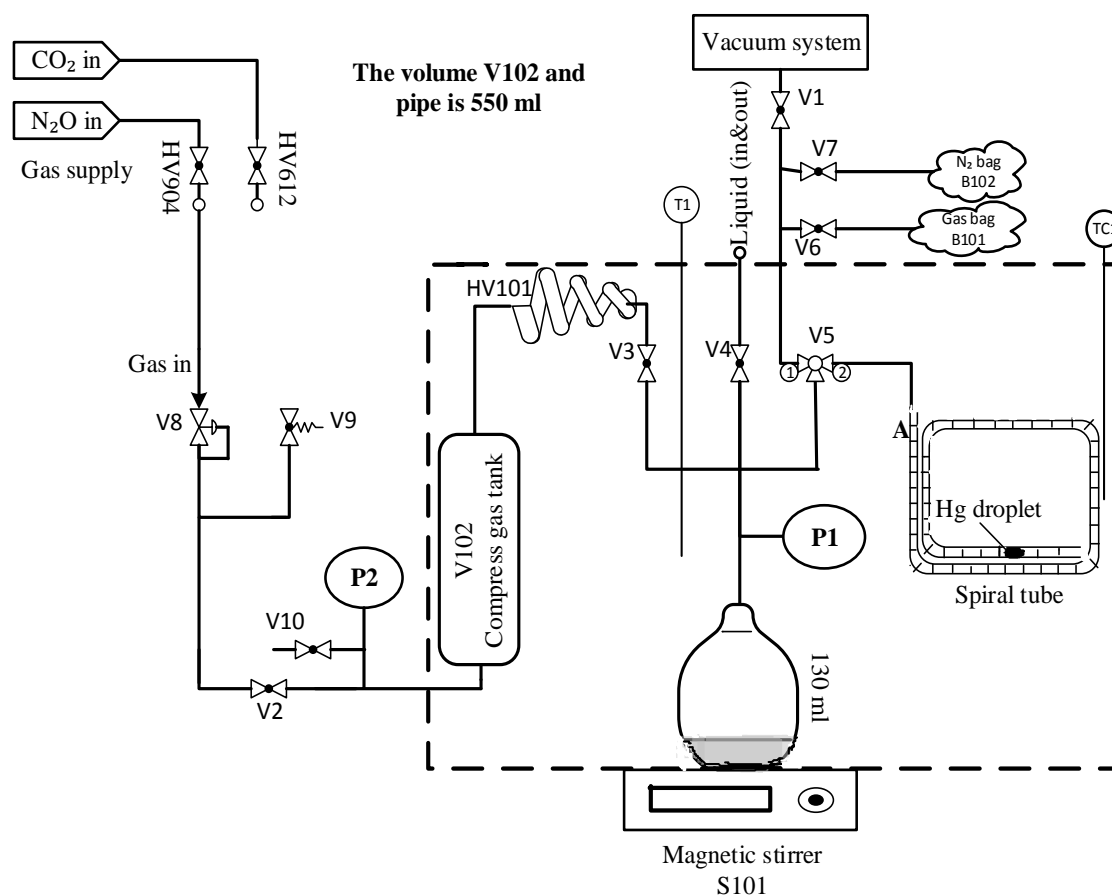 Vacuum system
CO₂ in
N₂O in
Gas supply
HV904
HV612
The volume V102 and
pipe is 550 ml
Liquid (in&out)
V1
V7
N₂ bag
B102
V6
Gas bag
B101
T1
TC1
HV101
V3
V4
V5
1
2
Gas in
V8
V9
A
Hg droplet
Spiral tube
V102
Compress gas tank
P1
P2
V10
V2
130 ml
Magnetic stirrer
S101